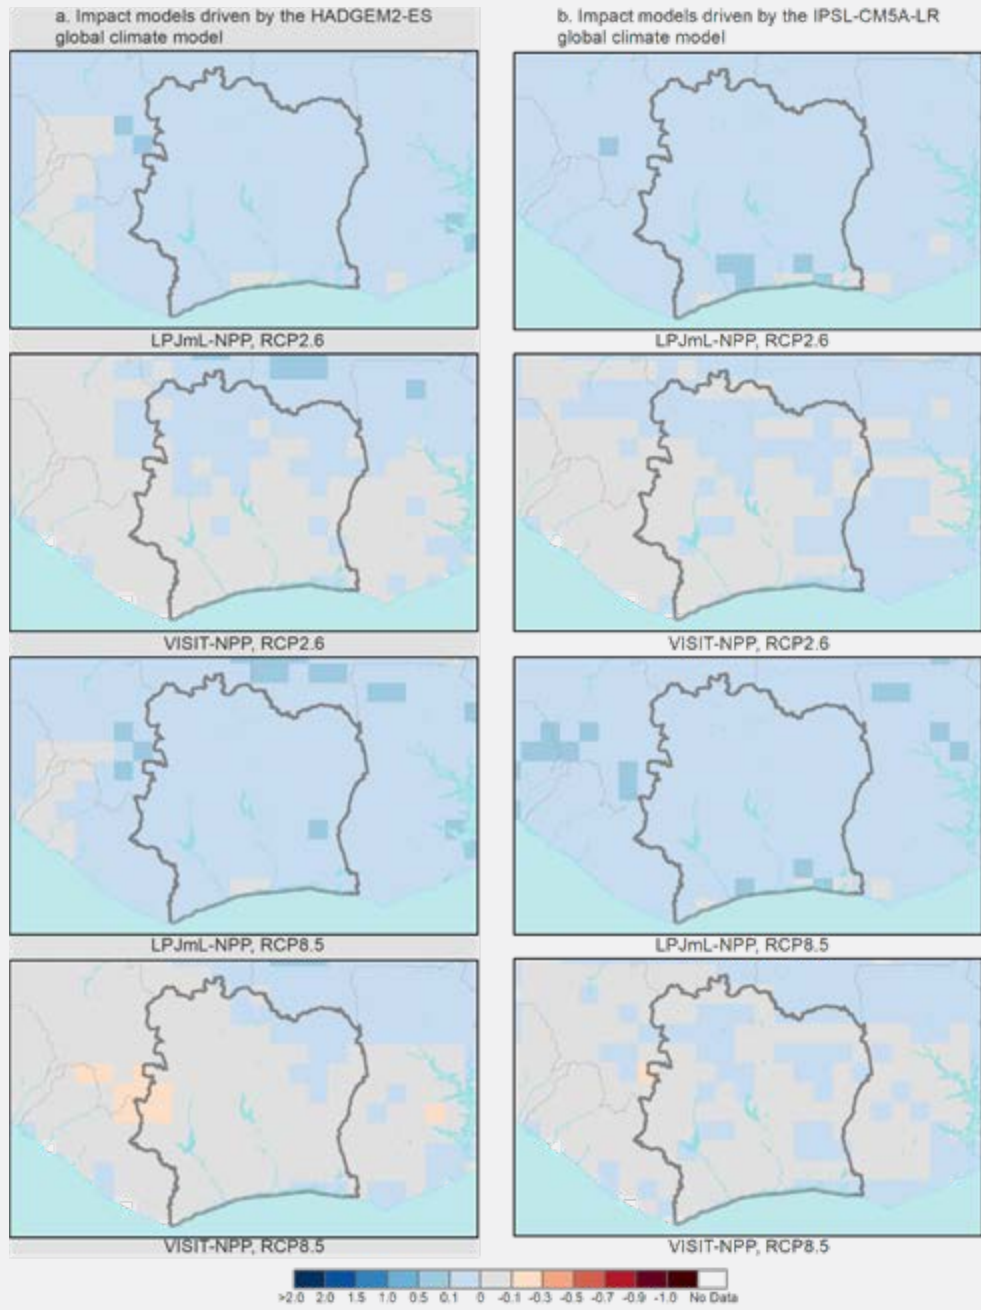 a. Impact models driven by the HADGEM2-ES
global climate model
b. Impact models driven by the IPSL-CM5A-LR
global climate model
LPJmL-NPP, RCP2.6
LPJmL-NPP, RCP2.6
VISIT-NPP, RCP2.6
VISIT-NPP, RCP2.6
LPJmL-NPP, RCP8.5
LPJmL-NPP, RCP8.5
VISIT-NPP, RCP8.5
VISIT-NPP, RCP8.5
>2.0 2.0 1.5 1.0 0.5 0.1 0 -0.1 -0.3 -0.5 -0.7 -0.9 -1.0 No Data